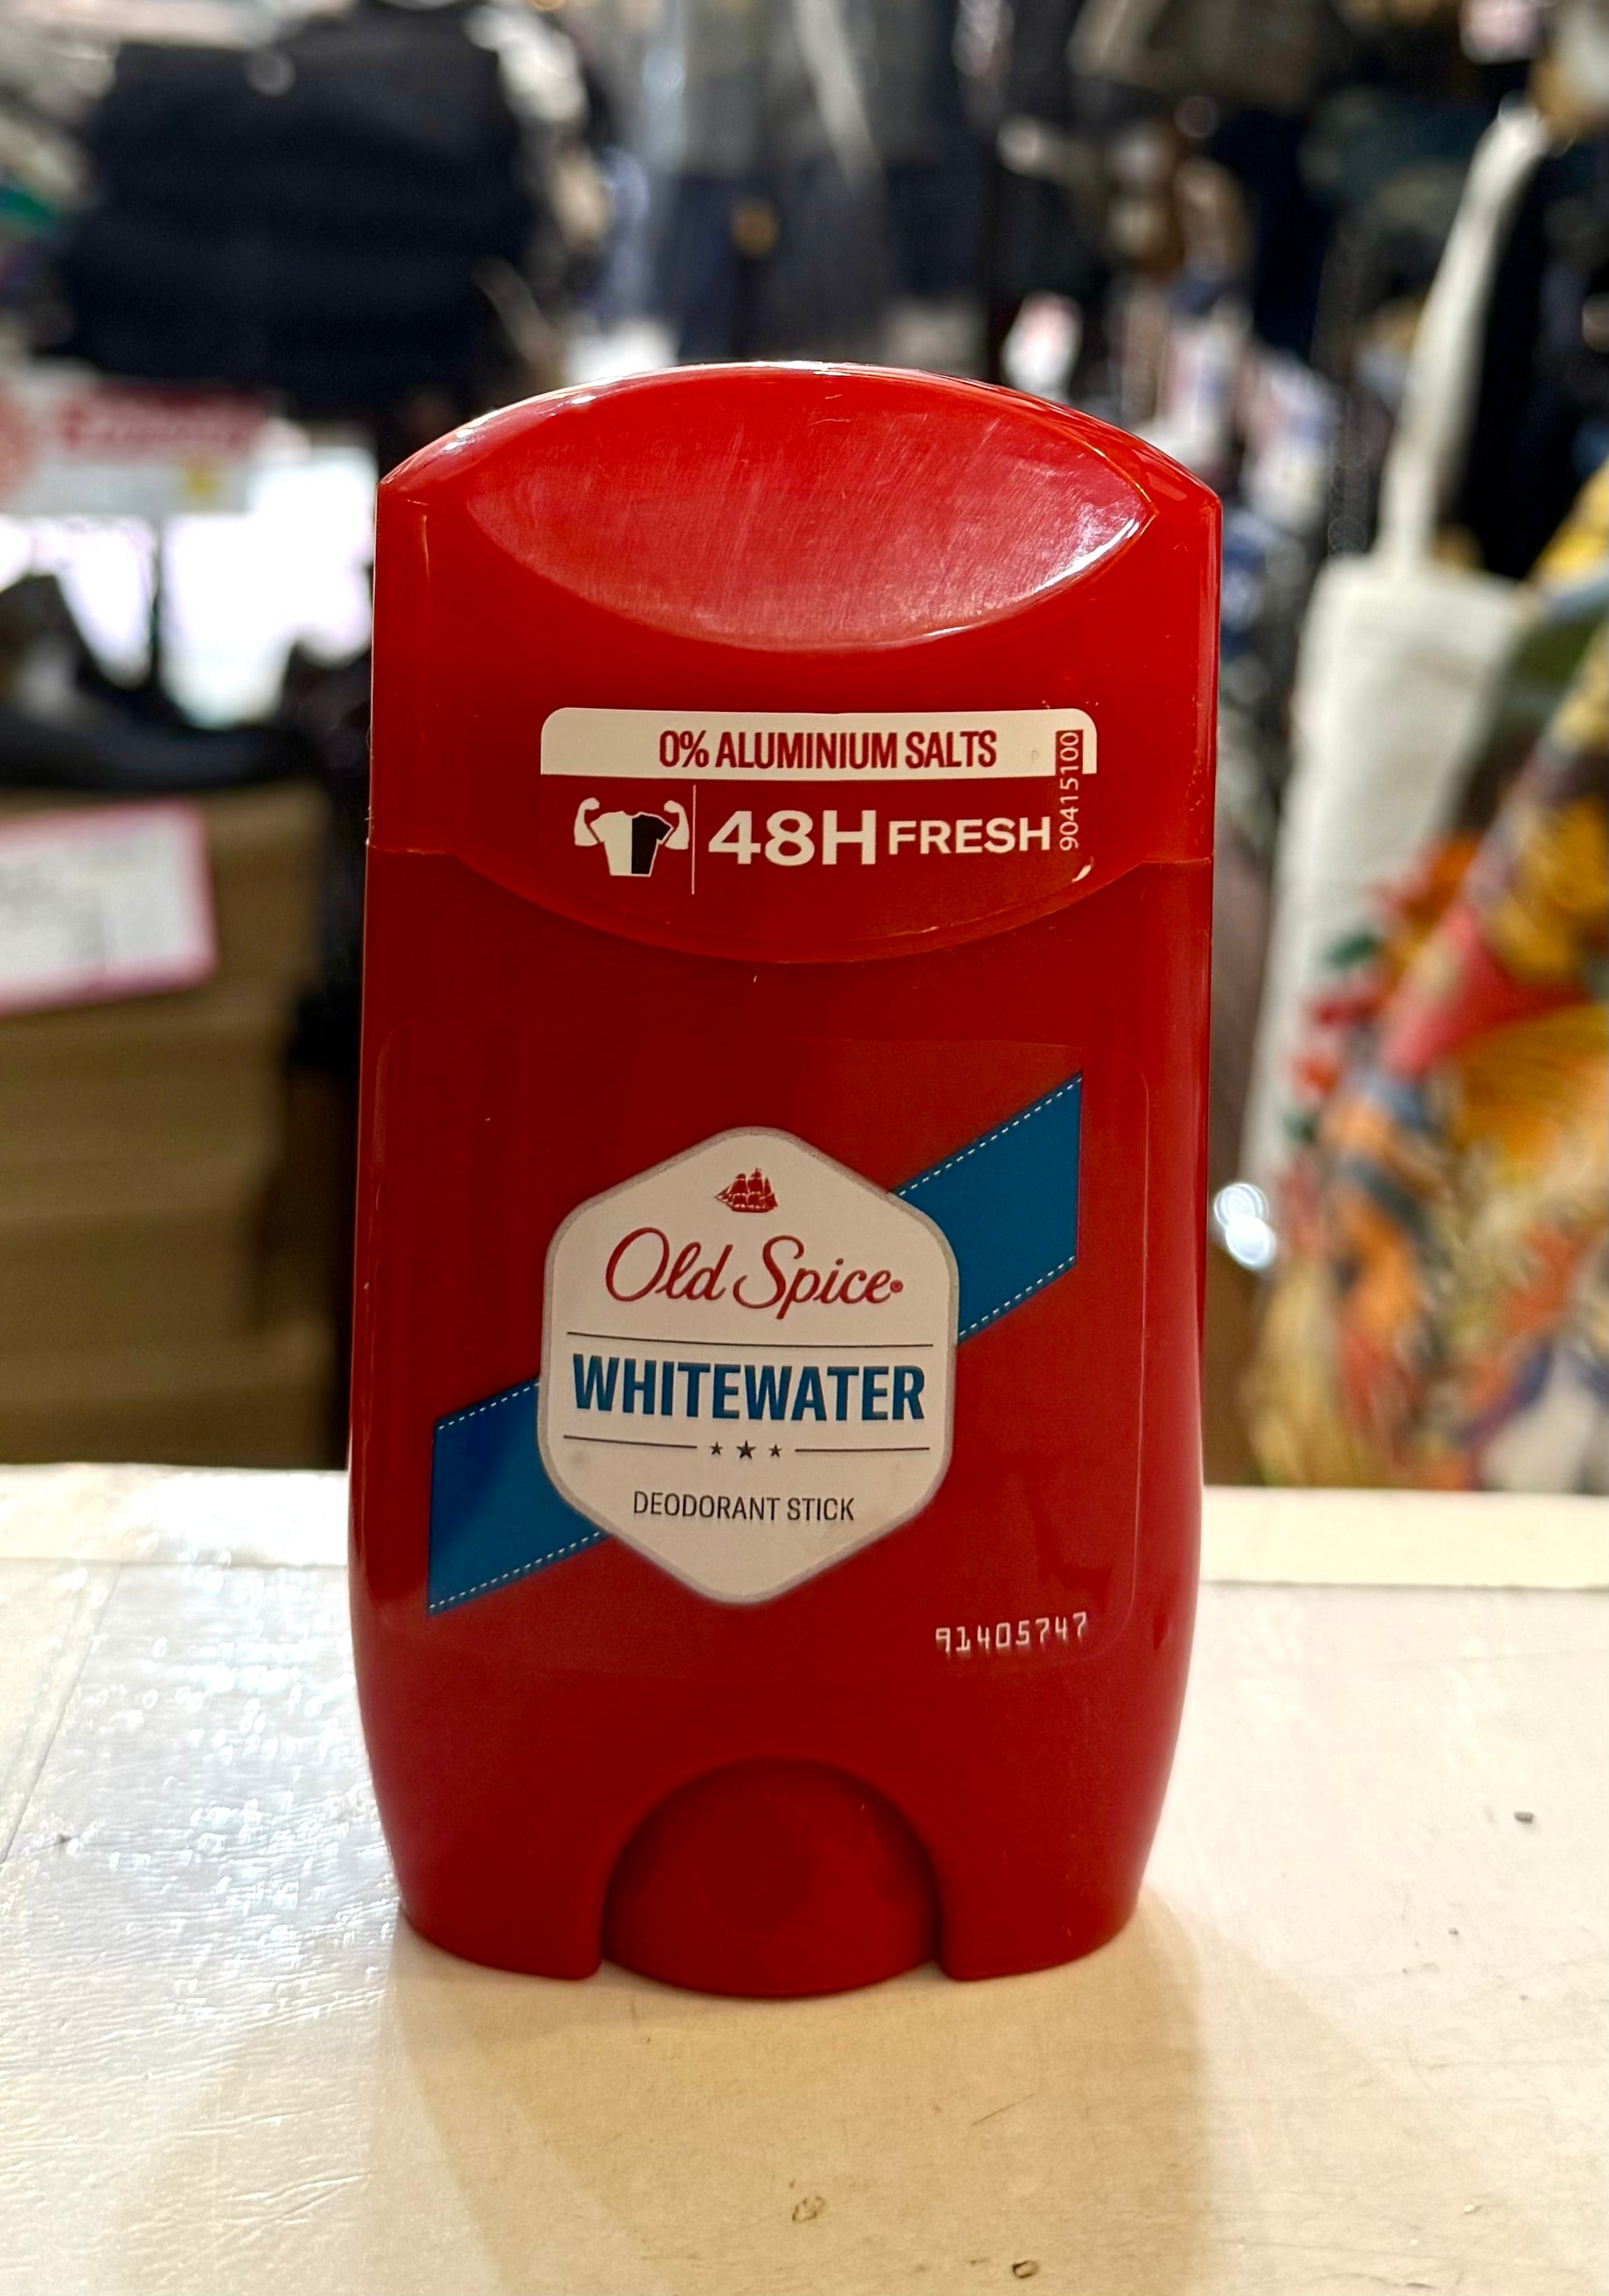 0% ALUMINIUM SALTS
48H FRESH
90415100
Old Spice
WHITEWATER
DEODORANT STICK
91405747